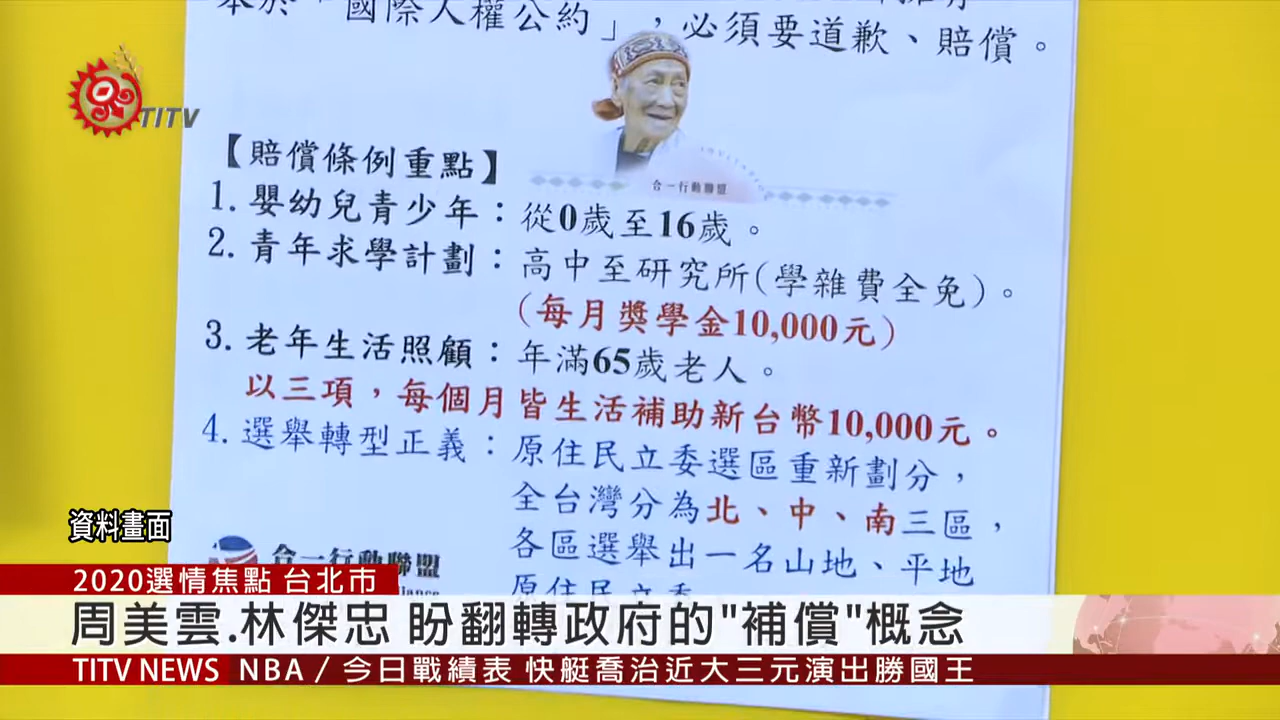 本於「國際人權公約」，必須要道歉、賠償。
TITV
合一行動聯盟
【賠償條例重點】
1. 嬰幼兒青少年：從0歲至16歲。
2. 青年求學計劃：高中至研究所(學雜費全免)。
(每月獎學金10,000元)
3. 老年生活照顧：年滿65歲老人。
以三項，每個月皆生活補助新台幣10,000元。
4. 選舉轉型正義：原住民立委選區重新劃分，
全台灣分為北、中、南三區，
各區選舉出一名山地、平地
原住民立委
合一行動聯盟
資料畫面
2020選情焦點 台北市
周美雲.林傑忠 盼翻轉政府的"補償"概念
TITV NEWS NBA / 今日戰績表 快艇喬治近大三元演出勝國王